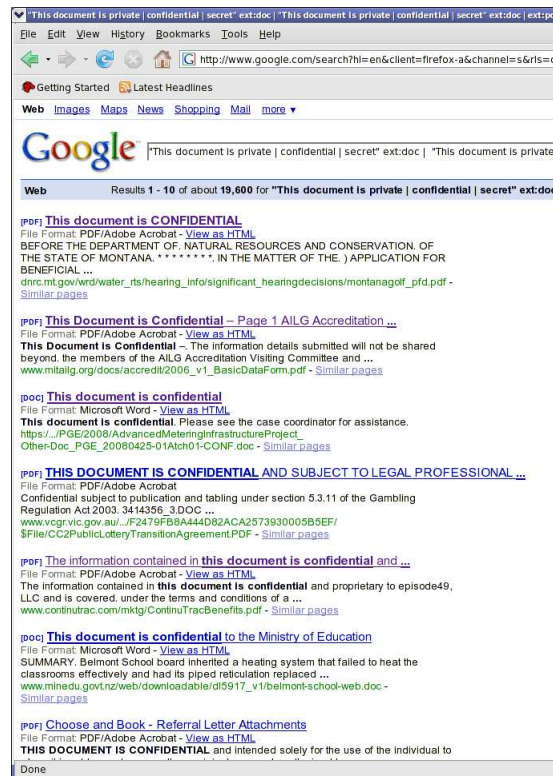 "This document is private | confidential | secret" ext:doc | "This document is private | confidential | secret" ext:doc | ext:po
File Edit View History Bookmarks Tools Help
G http://www.google.com/search?hl=en&client=firefox-a&channel=s&rls=
Getting Started Latest Headlines
Web Images Maps News Shopping Mail more ▼
Google "This document is private | confidential | secret" ext:doc | "This document is private
Web Results 1 - 10 of about 19,600 for "This document is private | confidential | secret" ext:doc
[PDF] This document is CONFIDENTIAL
File Format: PDF/Adobe Acrobat - View as HTML
BEFORE THE DEPARTMENT OF. NATURAL RESOURCES AND CONSERVATION. OF
THE STATE OF MONTANA. * * * * * * * *. IN THE MATTER OF THE. ) APPLICATION FOR
BENEFICIAL ...
dnrc.mt.gov/wrd/water_rts/hearing_info/significant_hearingdecisions/montanagolf_pfd.pdf -
Similar pages
[PDF] This Document is Confidential – Page 1 AILG Accreditation ...
File Format: PDF/Adobe Acrobat - View as HTML
This Document is Confidential –. The information details submitted will not be shared
beyond. the members of the AILG Accreditation Visiting Committee and ...
www.mitailg.org/docs/accredit/2006_v1_BasicDataForm.pdf - Similar pages
[DOC] This document is confidential
File Format: Microsoft Word - View as HTML
This document is confidential. Please see the case coordinator for assistance.
https:/.../PGE/2008/AdvancedMeteringInfrastructureProject_
Other-Doc_PGE_20080425-01Atch01-CONF.doc - Similar pages
[PDF] THIS DOCUMENT IS CONFIDENTIAL AND SUBJECT TO LEGAL PROFESSIONAL ...
File Format: PDF/Adobe Acrobat
Confidential subject to publication and tabling under section 5.3.11 of the Gambling
Regulation Act 2003. 3414356_3.DOC ...
www.vcgr.vic.gov.au/.../F2479FB8A444D82ACA2573930005B5EF/
$File/CC2PublicLotteryTransitionAgreement.PDF - Similar pages
[PDF] The information contained in this document is confidential and ...
File Format: PDF/Adobe Acrobat - View as HTML
The information contained in this document is confidential and proprietary to episode49,
LLC and is covered. under the terms and conditions of a ...
www.continutrac.com/mktg/ContinuTracBenefits.pdf - Similar pages
[DOC] This document is confidential to the Ministry of Education
File Format: Microsoft Word - View as HTML
SUMMARY. Belmont School board inherited a heating system that failed to heat the
classrooms effectively and had its piped reticulation replaced ...
www.minedu.govt.nz/web/downloadable/dl5917_v1/belmont-school-web.doc -
Similar pages
[PDF] Choose and Book - Referral Letter Attachments
File Format: PDF/Adobe Acrobat - View as HTML
THIS DOCUMENT IS CONFIDENTIAL and intended solely for the use of the individual to
Done